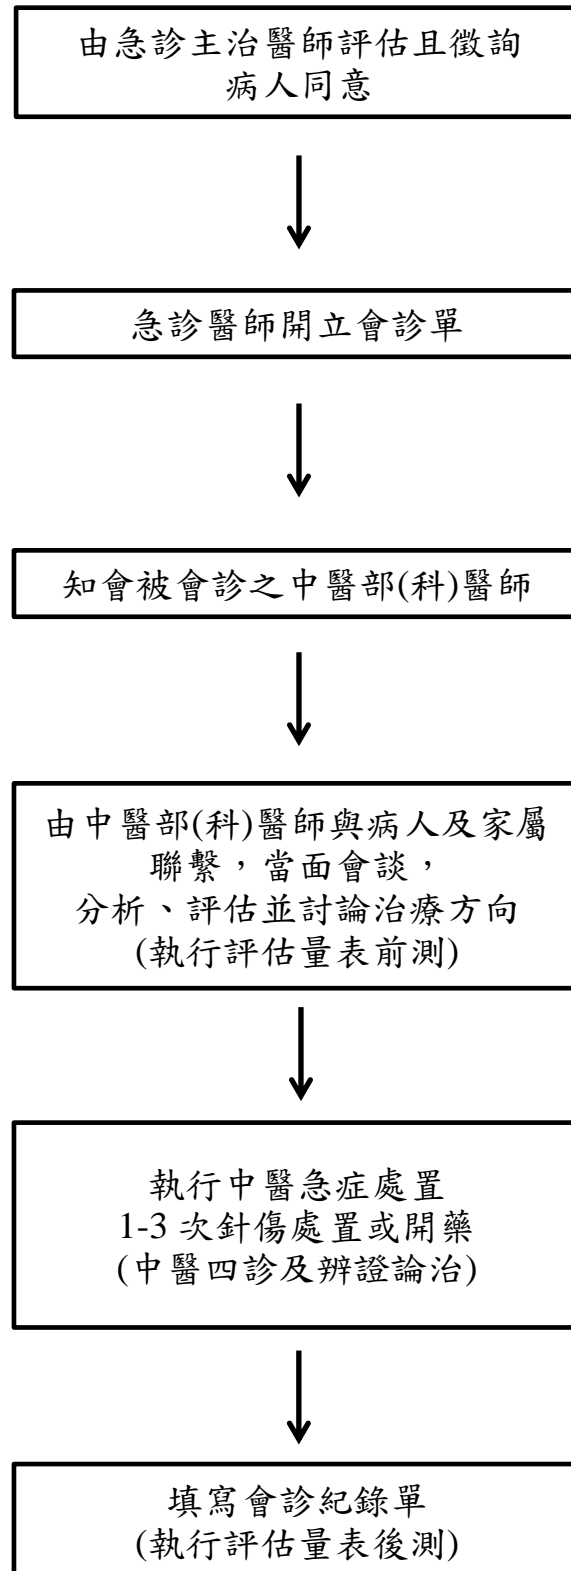 由急診主治醫師評估且徵詢
病人同意
急診醫師開立會診單
知會被會診之中醫部(科)醫師
由中醫部(科)醫師與病人及家屬
聯繫，當面會談，
分析、評估並討論治療方向
(執行評估量表前測)
執行中醫急症處置
1-3 次針傷處置或開藥
(中醫四診及辨證論治)
填寫會診紀錄單
(執行評估量表後測)